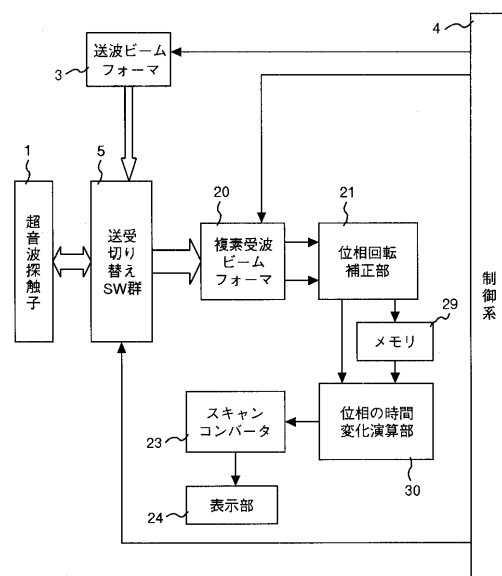 4
送波ビーム
フォーマ
3
1
5
20
21
超音波探触子
送受
切り
替え
SW群
複素受波
ビーム
フォーマ
位相回転
補正部
制御系
29
メモリ
スキャン
コンバータ
23
位相の時間
変化演算部
30
表示部
24